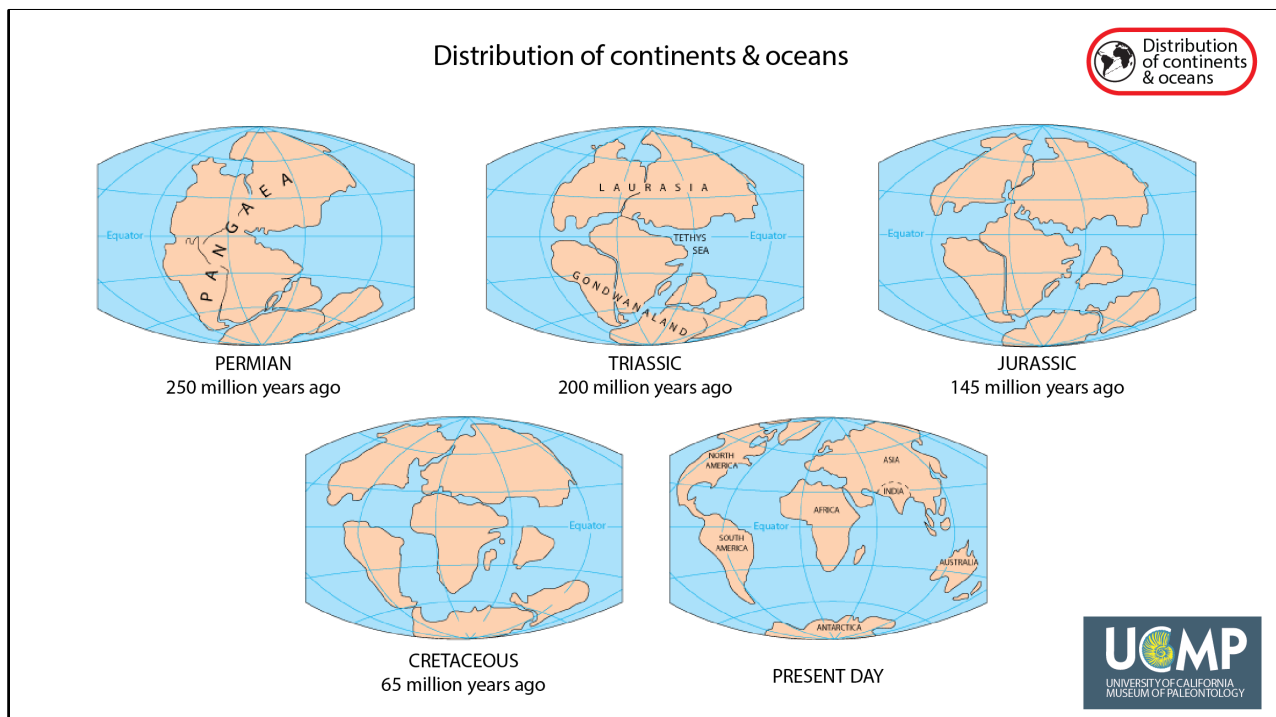 Distribution of continents & oceans
Distribution
of continents
& oceans
PANGAEA
Equator
LAURASIA
TETHYS
SEA
Equator
GONDWANALAND
Equator
PERMIAN
250 million years ago
TRIASSIC
200 million years ago
JURASSIC
145 million years ago
Equator
NORTH
AMERICA
ASIA
INDIA
AFRICA
Equator
SOUTH
AMERICA
AUSTRALIA
ANTARCTICA
CRETACEOUS
65 million years ago
PRESENT DAY
UCMP
UNIVERSITY OF CALIFORNIA
MUSEUM OF PALEONTOLOGY